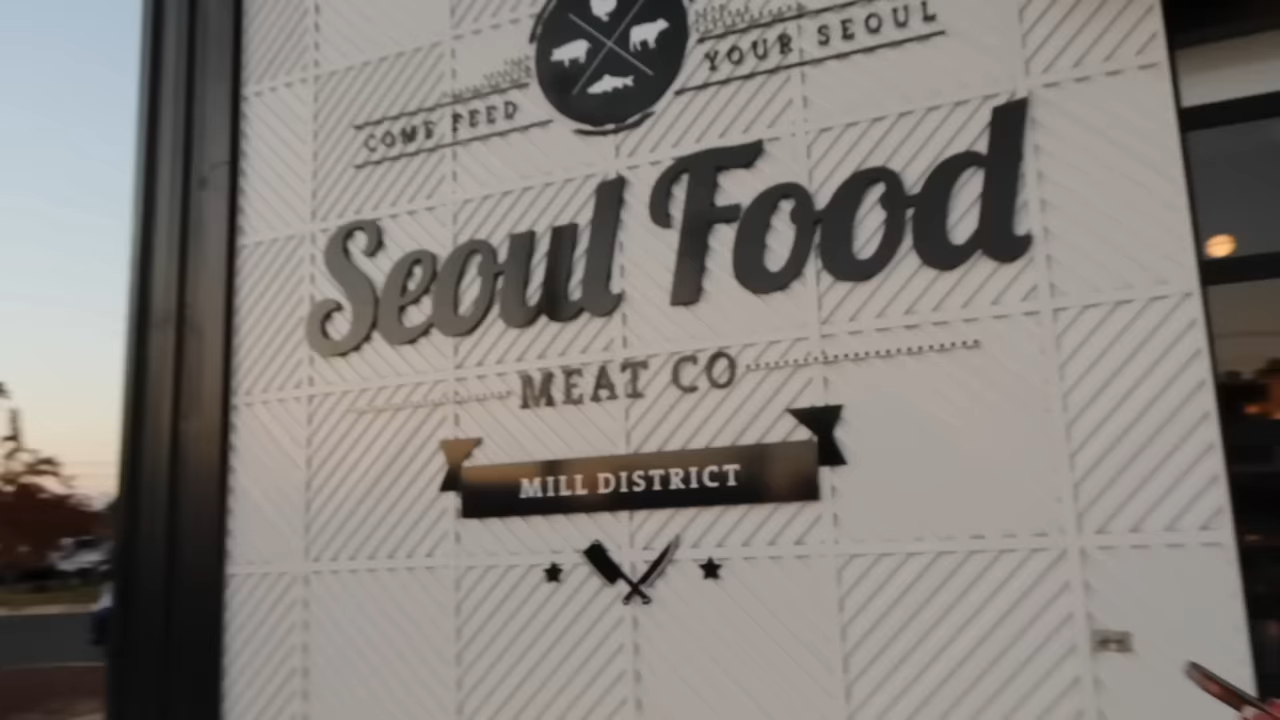 COME FEED
YOUR SEOUL
Seoul Food
MEAT CO
MILL DISTRICT